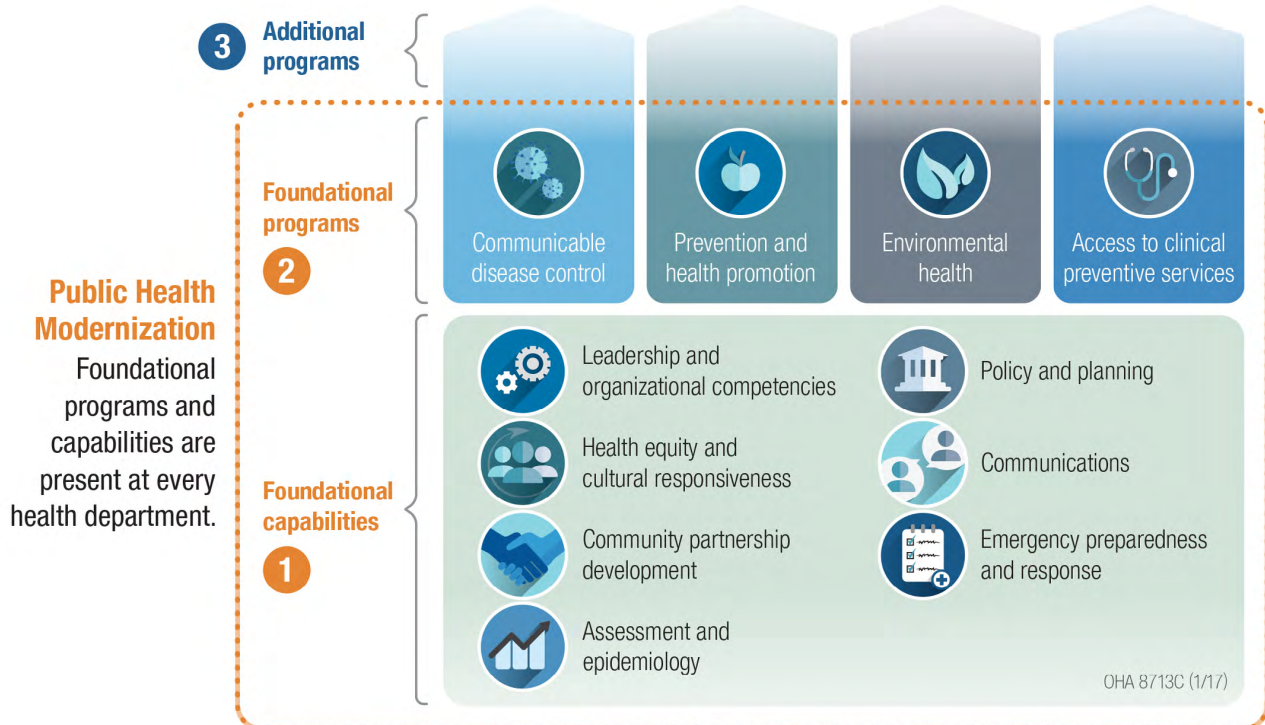 3
Additional
programs
Foundational
programs
2
Communicable
disease control
Prevention and
health promotion
Environmental
health
Access to clinical
preventive services
Public Health
Modernization
Foundational
programs and
capabilities are
present at every
health department.
Foundational
capabilities
1
Leadership and
organizational competencies
Health equity and
cultural responsiveness
Community partnership
development
Assessment and
epidemiology
Policy and planning
Communications
Emergency preparedness
and response
OHA 8713C (1/17)